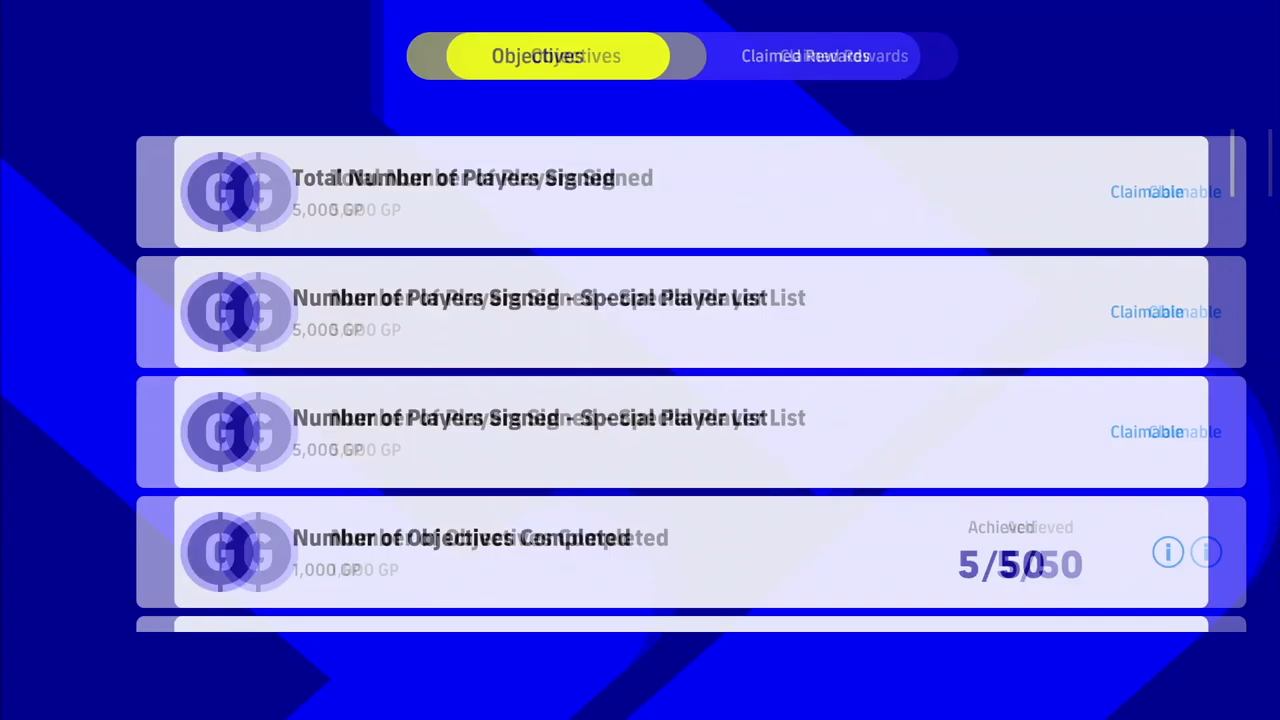 Objectives
Claimed Rewards
Total Number of Players Signed
5,000 GP
Claimable
Number of Players Signed - Special Player List
5,000 GP
Claimable
Number of Players Signed - Special Player List
5,000 GP
Claimable
Number of Objectives Completed
1,000 GP
Achieved
5/50